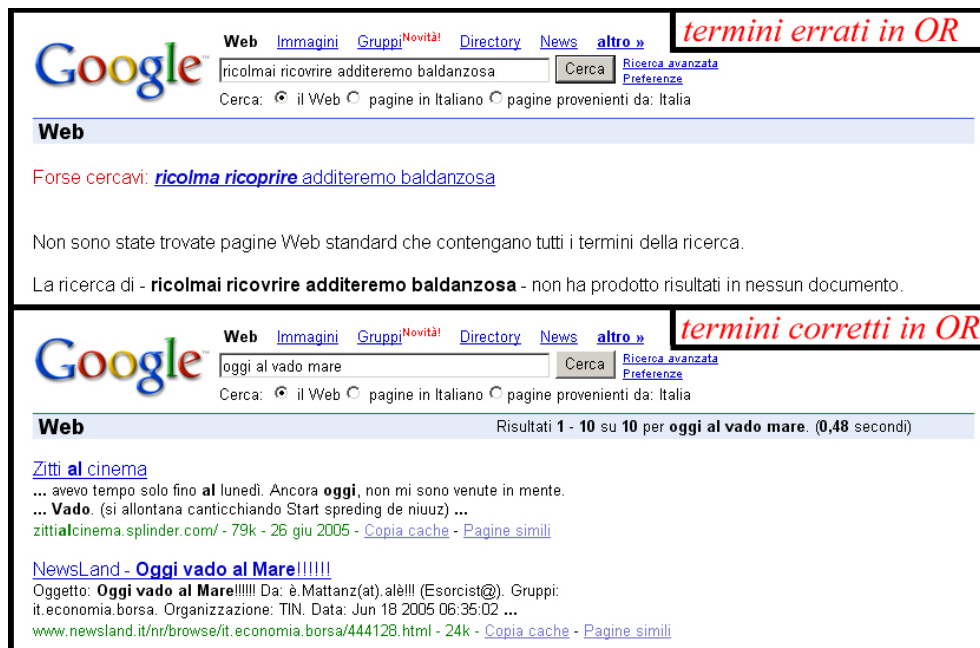 termini errati in OR
Google™
Web Immagini Gruppi Novità! Directory News altro »
ricolmai ricovrire additeremo baldanzosa Cerca Ricerca avanzata
Preferenze
Cerca: il Web pagine in Italiano pagine provenienti da: Italia
Web
Forse cercavi: ricolma ricoprire additeremo baldanzosa
Non sono state trovate pagine Web standard che contengano tutti i termini della ricerca.
La ricerca di - ricolmai ricovrire additeremo baldanzosa - non ha prodotto risultati in nessun documento.
termini corretti in OR
Google™
Web Immagini Gruppi Novità! Directory News altro »
oggi al vado mare Cerca Ricerca avanzata
Preferenze
Cerca: il Web pagine in Italiano pagine provenienti da: Italia
Web Risultati 1 - 10 su 10 per oggi al vado mare. (0,48 secondi)
Zitti al cinema
... avevo tempo solo fino al lunedì. Ancora oggi, non mi sono venute in mente.
... Vado. (si allontana canticchiando Start spreding de niuuz) ...
zittialcinema.splinder.com/ - 79k - 26 giu 2005 - Copia cache - Pagine simili
NewsLand - Oggi vado al Mare!!!!!!
Oggetto: Oggi vado al Mare!!!!!! Da: è.Mattanz(at).alè!!! (Esorcist@). Gruppi:
it.economia.borsa. Organizzazione: TIN. Data: Jun 18 2005 06:35:02 ...
www.newsland.it/nr/browse/it.economia.borsa/444128.html - 24k - Copia cache - Pagine simili